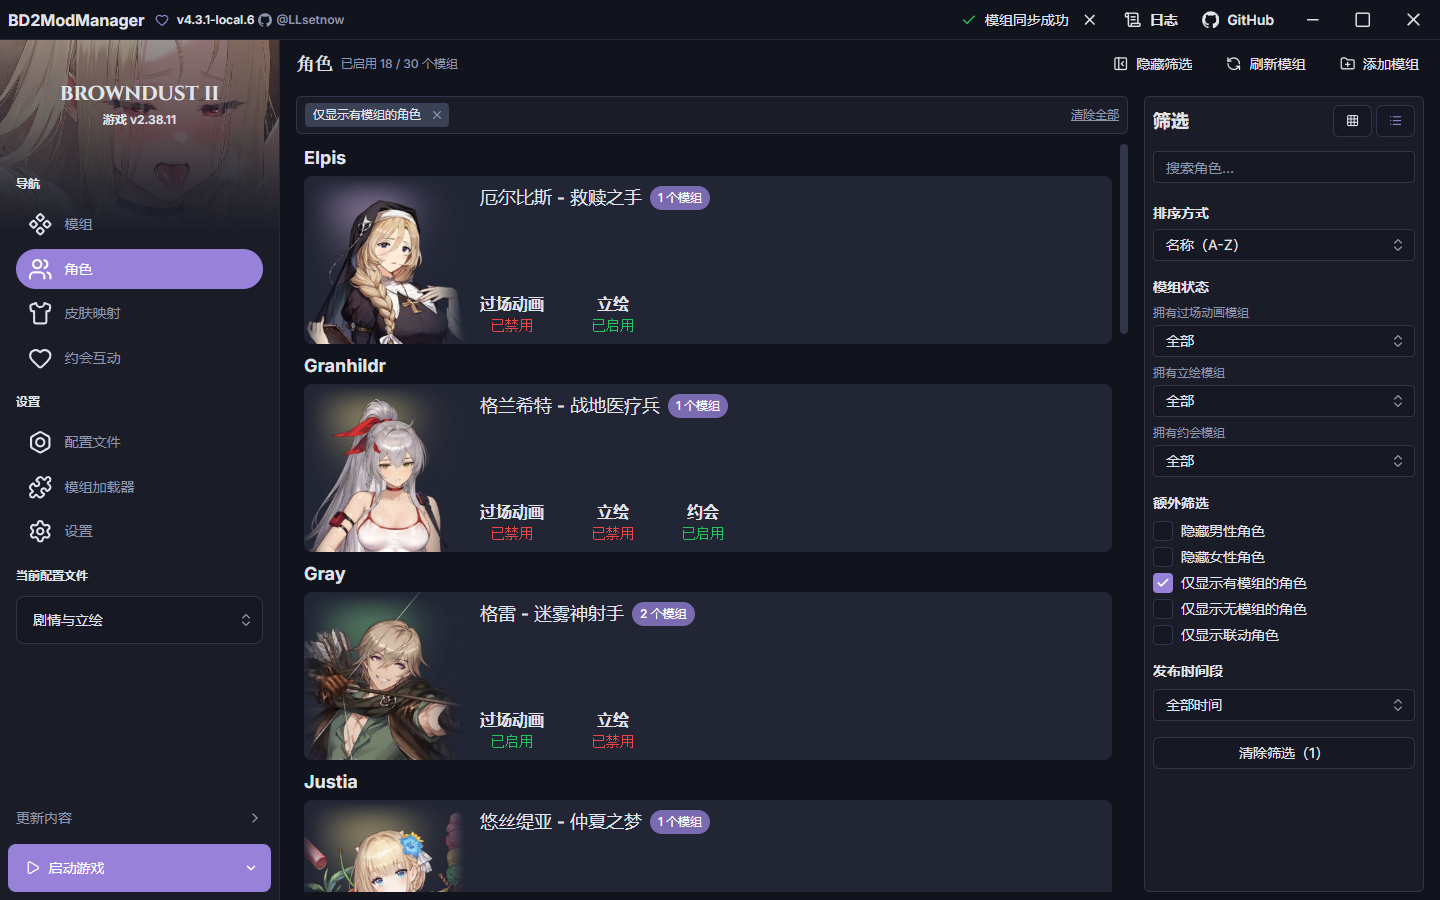 BD2ModManager v4.3.1-local.6 @LLsetnow
模组同步成功
日志
GitHub
BROWNDUST II
游戏 v2.38.11
导航
模组
角色
皮肤映射
约会互动
设置
配置文件
模组加载器
设置
当前配置文件
剧情与立绘
更新内容
启动游戏
角色 已启用 18 / 30 个模组
隐藏筛选
刷新模组
添加模组
仅显示有模组的角色
清除全部
Elpis
厄尔比斯 - 救赎之手 1 个模组
过场动画 立绘
已禁用 已启用
Granhildr
格兰希特 - 战地医疗兵 1 个模组
过场动画 立绘 约会
已禁用 已禁用 已启用
Gray
格雷 - 迷雾神射手 2 个模组
过场动画 立绘
已启用 已禁用
Justia
悠丝缇亚 - 仲夏之梦 1 个模组
筛选
搜索角色...
排序方式
名称（A-Z）
模组状态
拥有过场动画模组
全部
拥有立绘模组
全部
拥有约会模组
全部
额外筛选
隐藏男性角色
隐藏女性角色
仅显示有模组的角色
仅显示无模组的角色
仅显示联动角色
发布时间段
全部时间
清除筛选（1）